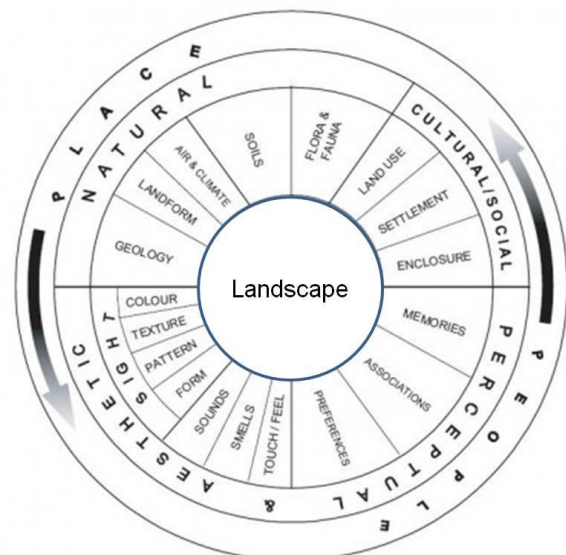 PLACE
NATURAL
CULTURAL/SOCIAL
GEOLOGY
LANDFORM
AIR & CLIMATE
SOILS
FLORA &
FAUNA
LAND USE
SETTLEMENT
ENCLOSURE
Landscape
COLOUR
TEXTURE
PATTERN
FORM
SIGHT
SOUNDS
SMELLS
TOUCH / FEEL
PREFERENCES
ASSOCIATIONS
MEMORIES
AESTHETIC & PERCEPTUAL
PEOPLE